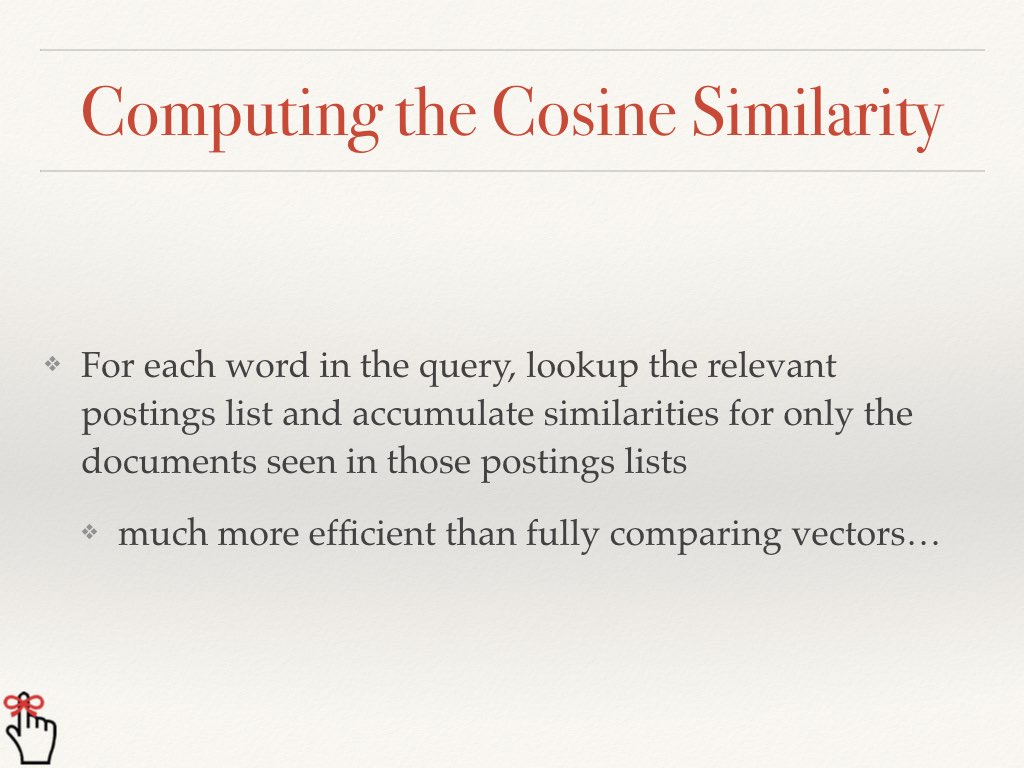 Computing the Cosine Similarity
For each word in the query, lookup the relevant
postings list and accumulate similarities for only the
documents seen in those postings lists
much more efficient than fully comparing vectors…